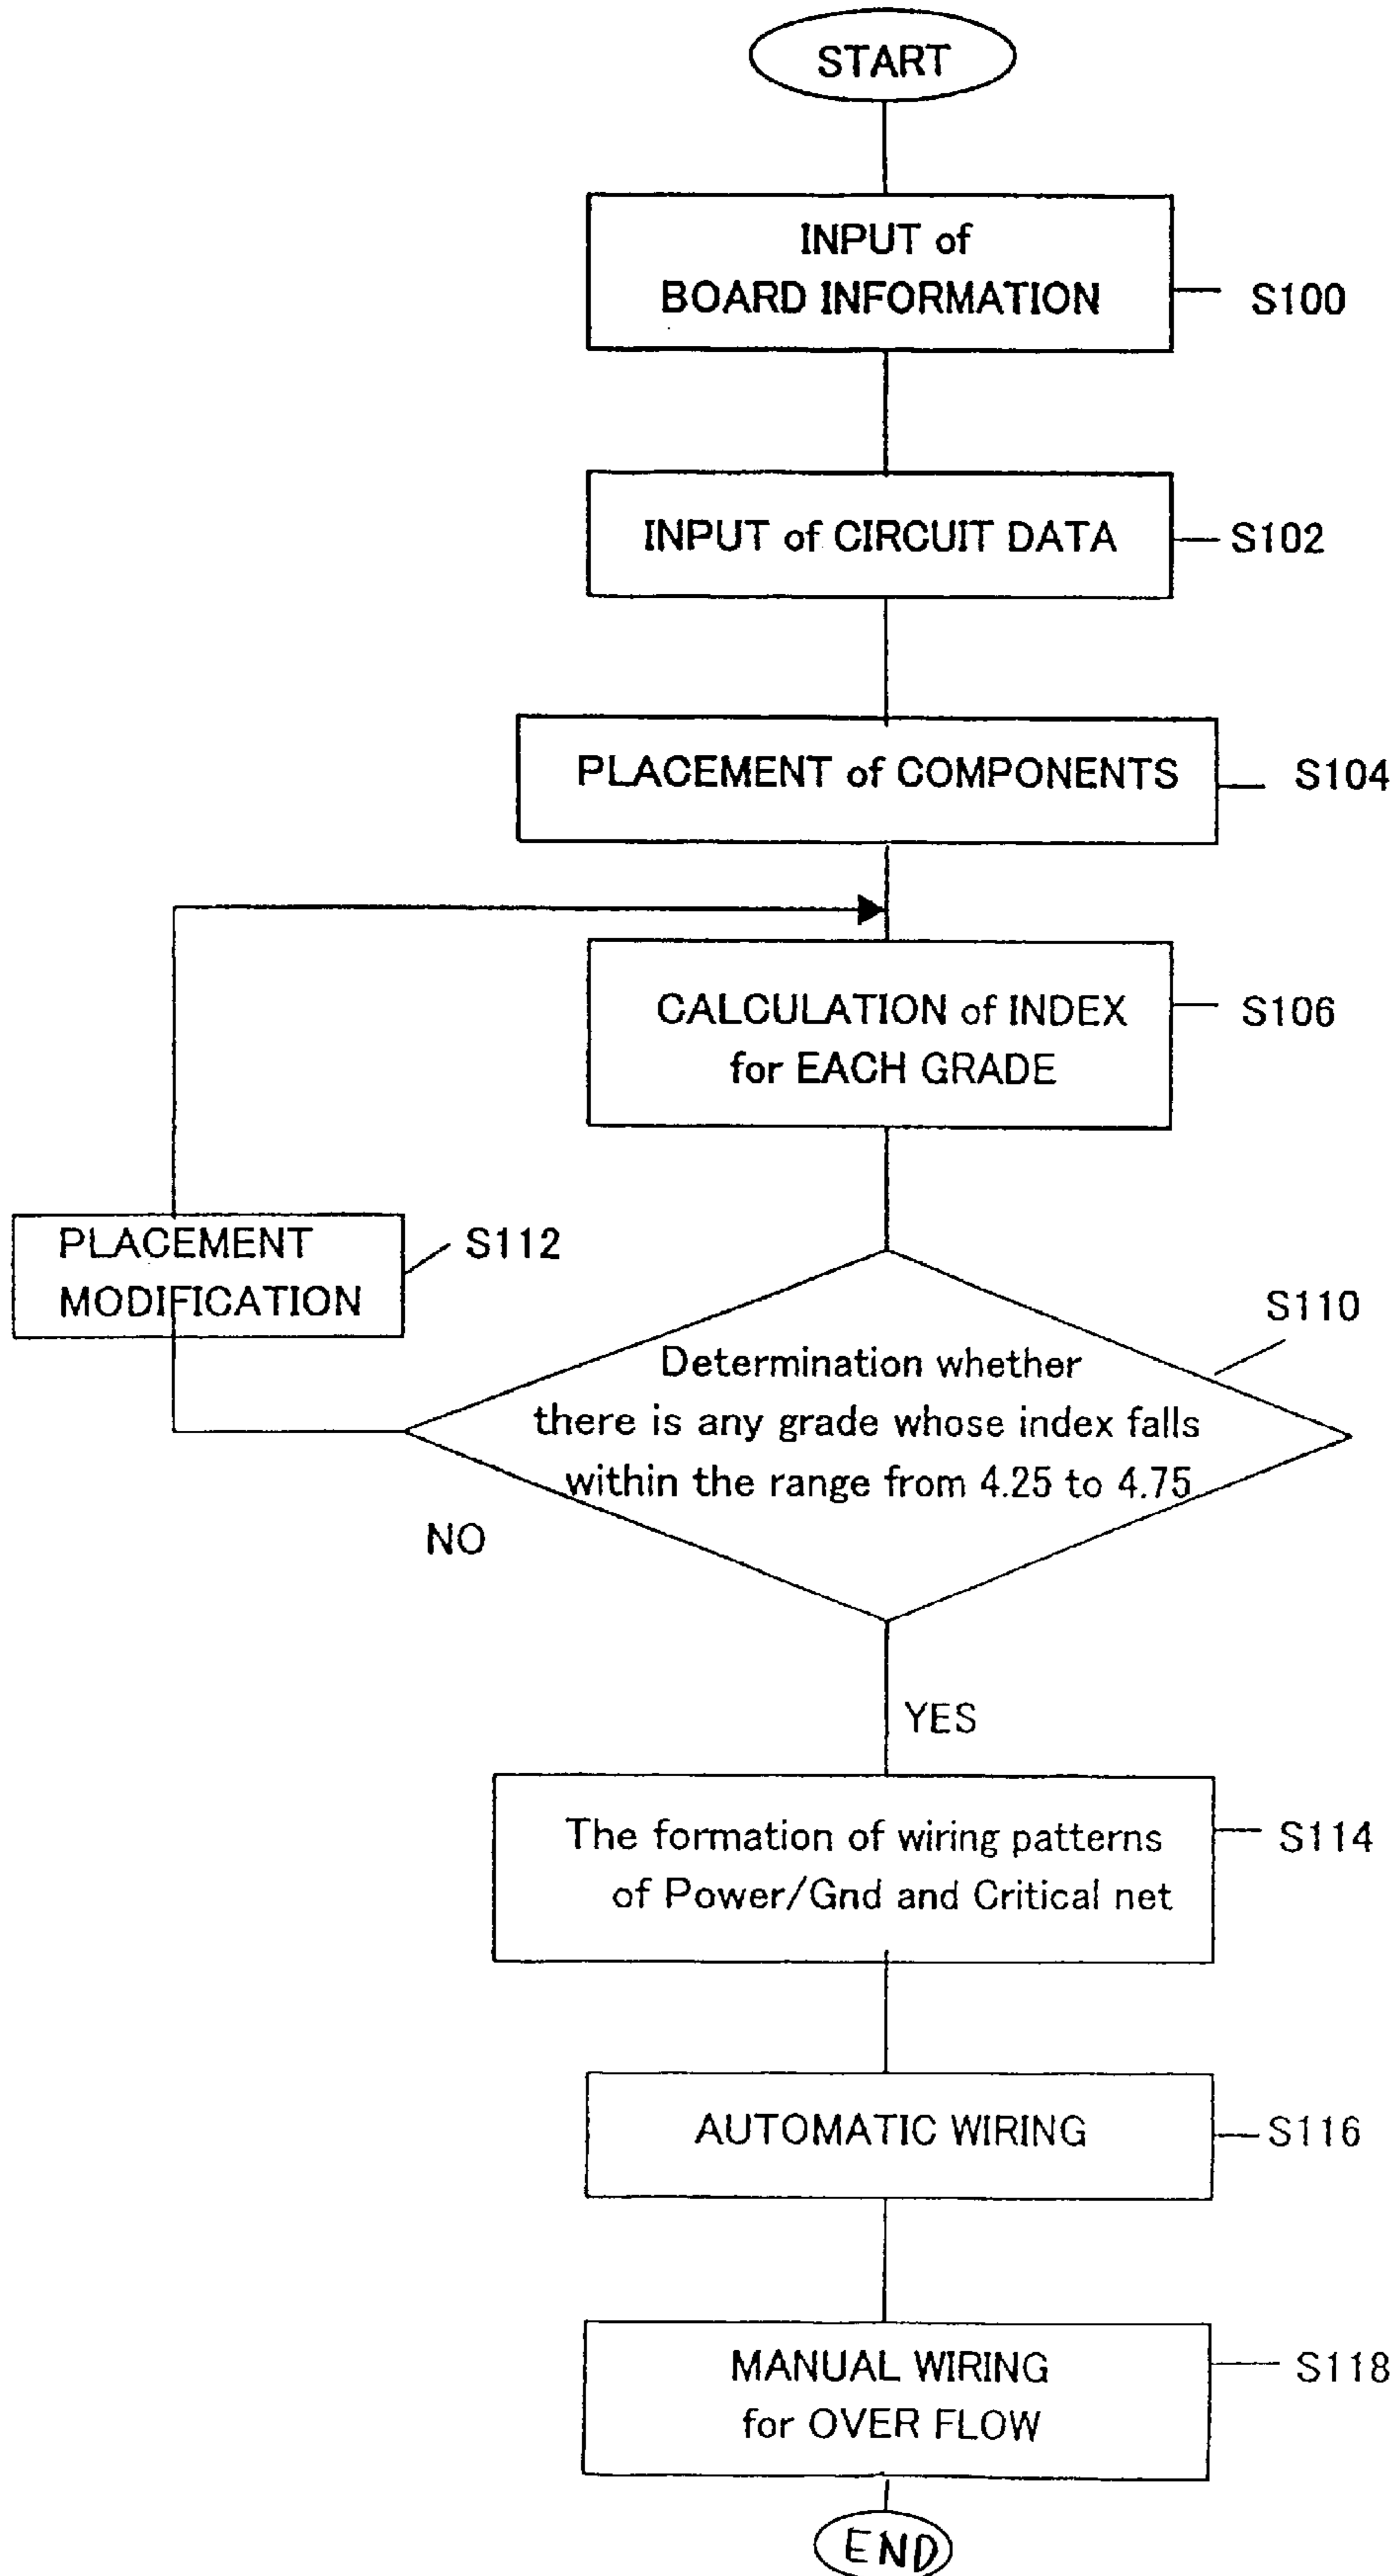 START
INPUT of
BOARD INFORMATION
S100
INPUT of CIRCUIT DATA
S102
PLACEMENT of COMPONENTS
S104
CALCULATION of INDEX
for EACH GRADE
S106
PLACEMENT
MODIFICATION
S112
S110
Determination whether
there is any grade whose index falls
within the range from 4.25 to 4.75
NO
YES
The formation of wiring patterns
of Power/Gnd and Critical net
S114
AUTOMATIC WIRING
S116
MANUAL WIRING
for OVER FLOW
S118
END